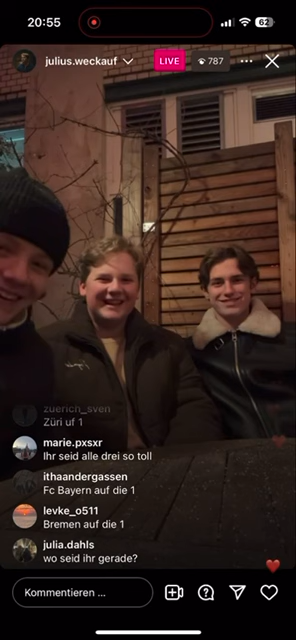 20:55
62
julius.weckauf
LIVE
787
zuerich_sven
Züri uf 1
marie.pxsxr
Ihr seid alle drei so toll
ithaandergassen
Fc Bayern auf die 1
levke_o511
Bremen auf die 1
julia.dahls
wo seid ihr gerade?
Kommentieren ...